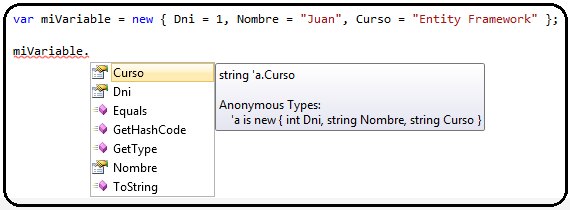 var miVariable = new { Dni = 1, Nombre = "Juan", Curso = "Entity Framework" };
miVariable.
Curso
Dni
Equals
GetHashCode
GetType
Nombre
ToString
string 'a.Curso
Anonymous Types:
'a is new { int Dni, string Nombre, string Curso }